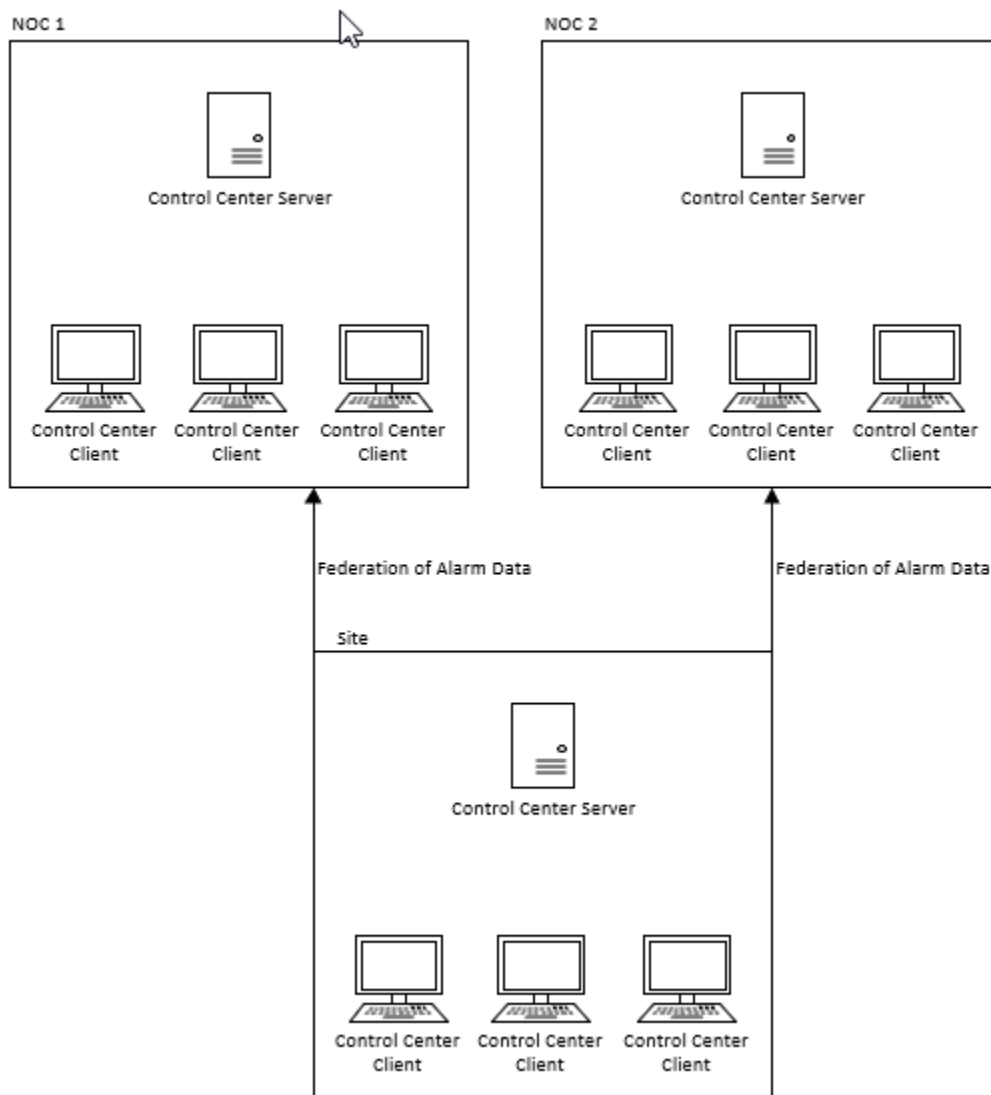 NOC 1
NOC 2
Control Center Server
Control Center Server
Control Center
Client
Control Center
Client
Control Center
Client
Control Center
Client
Control Center
Client
Control Center
Client
Federation of Alarm Data
Federation of Alarm Data
Site
Control Center Server
Control Center
Client
Control Center
Client
Control Center
Client